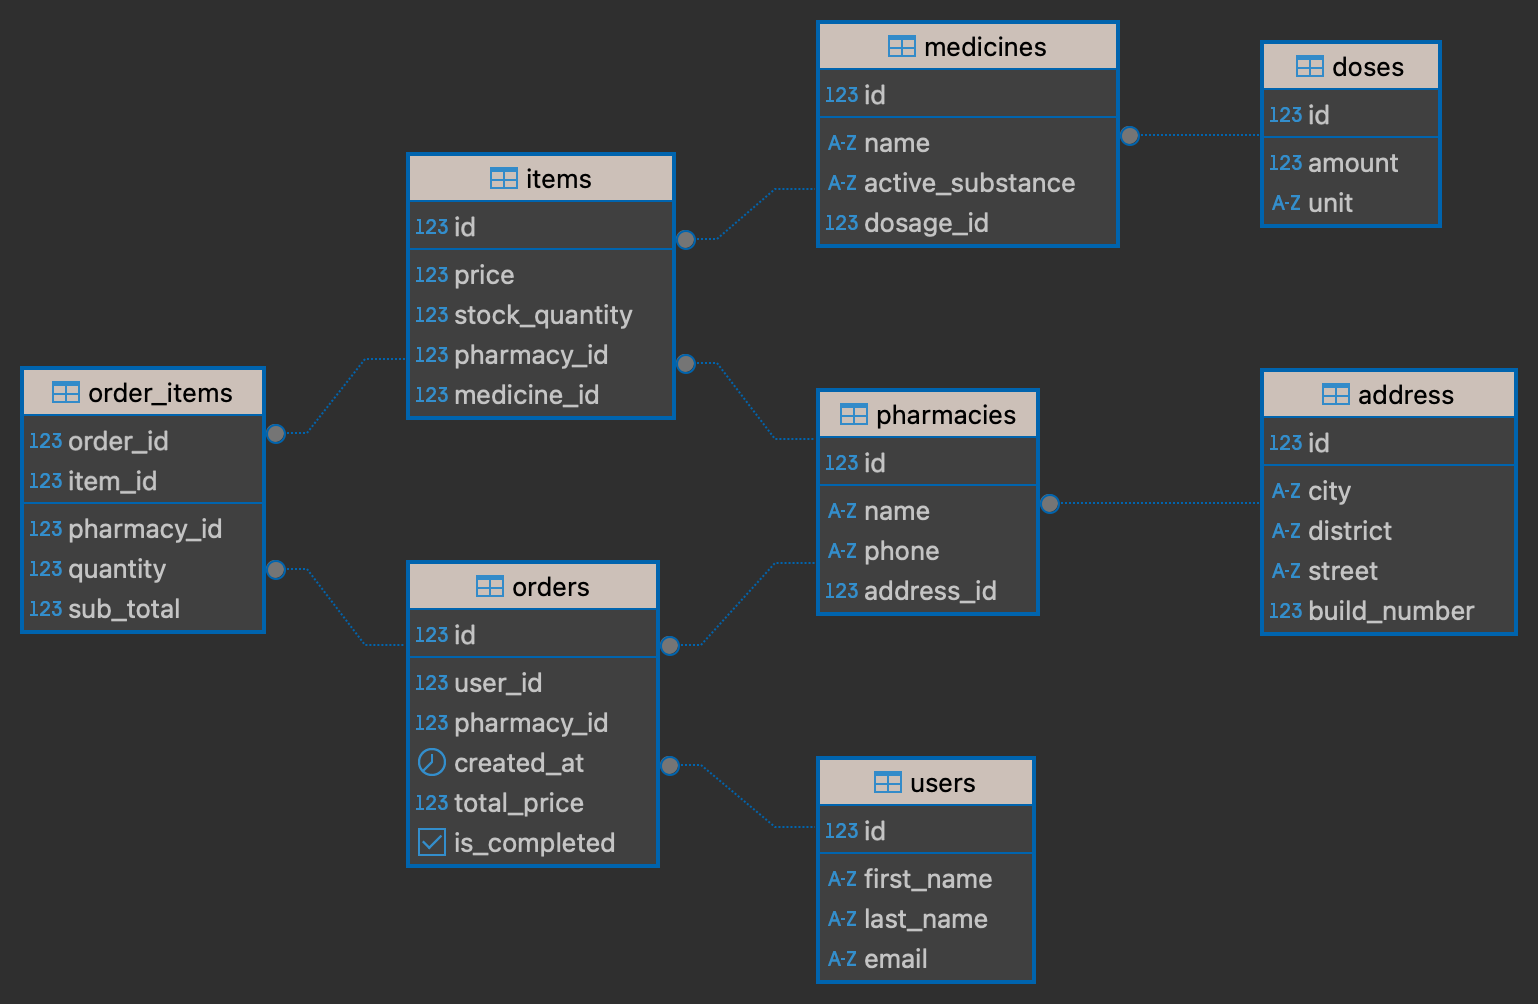 medicines
123 id
A-Z name
A-Z active_substance
123 dosage_id
doses
123 id
123 amount
A-Z unit
items
123 id
123 price
123 stock_quantity
123 pharmacy_id
123 medicine_id
order_items
123 order_id
123 item_id
123 pharmacy_id
123 quantity
123 sub_total
pharmacies
123 id
A-Z name
A-Z phone
123 address_id
address
123 id
A-Z city
A-Z district
A-Z street
123 build_number
orders
123 id
123 user_id
123 pharmacy_id
created_at
123 total_price
is_completed
users
123 id
A-Z first_name
A-Z last_name
A-Z email